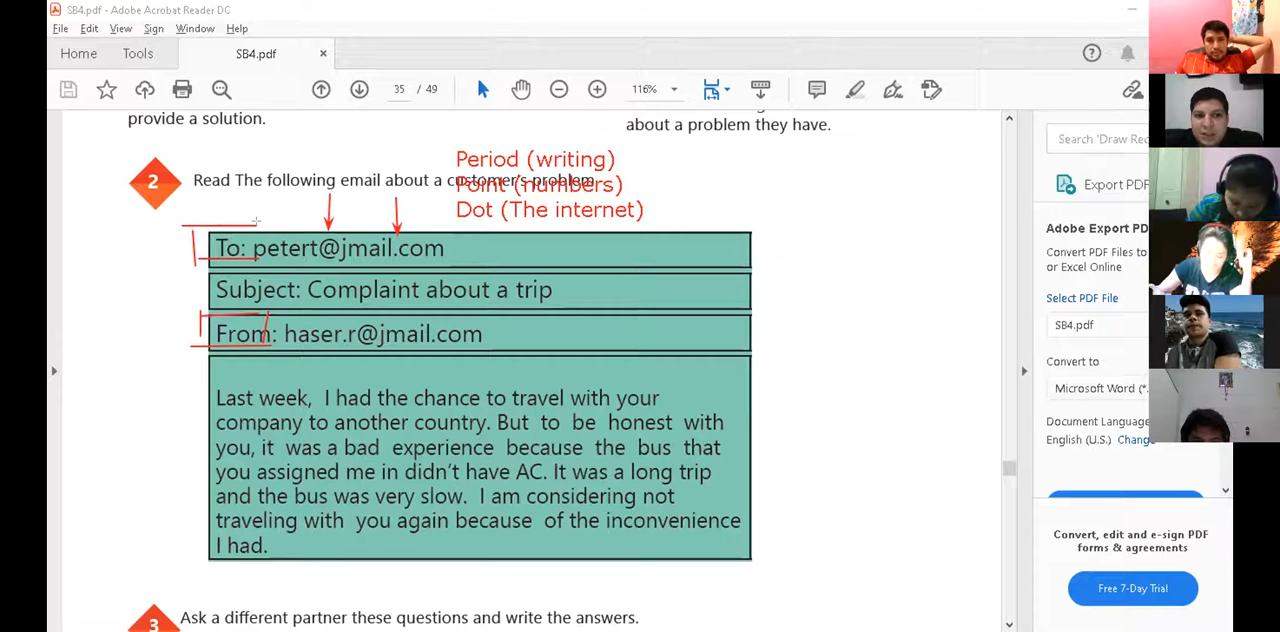 SB4.pdf - Adobe Acrobat Reader DC
File Edit View Sign Window Help
Home Tools SB4.pdf ×
35 / 49 116%
provide a solution.
about a problem they have.
Period (writing)
2 Read The following email about a customer's problem
Point (numbers)
Dot (The internet)
To: petert@jmail.com
Subject: Complaint about a trip
From: haser.r@jmail.com
Last week, I had the chance to travel with your
company to another country. But to be honest with
you, it was a bad experience because the bus that
you assigned me in didn't have AC. It was a long trip
and the bus was very slow. I am considering not
traveling with you again because of the inconvenience
I had.
3 Ask a different partner these questions and write the answers.
Search 'Draw Rec
Export PDF
Adobe Export PD
Convert PDF Files to
or Excel Online
Select PDF File
SB4.pdf
Convert to
Microsoft Word (*.
Document Language
English (U.S.) Change
Convert, edit and e-sign PDF
forms & agreements
Free 7-Day Trial